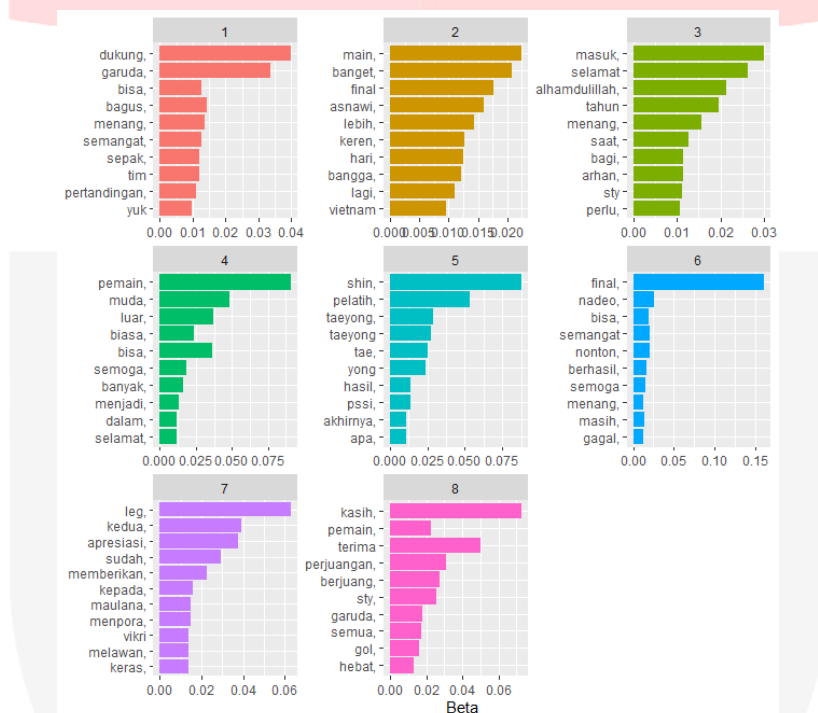 1
dukung,
garuda,
bisa,
bagus,
menang,
semangat,
sepak,
tim
pertandingan,
yuk
0.00 0.01 0.02 0.03 0.04
2
main,
banget,
final
asnawi,
lebih,
keren,
hari,
bangga,
lagi,
vietnam
0.000 0.005 0.010 0.015 0.020
3
masuk,
selamat
alhamdulillah,
tahun
menang,
saat,
bagi,
arhan,
sty
perlu,
0.00 0.01 0.02 0.03
4
pemain,
muda,
luar,
biasa,
bisa,
semoga,
banyak,
menjadi,
dalam,
selamat,
0.000 0.025 0.050 0.075
5
shin,
pelatih,
taeyong,
taeyong
tae,
yong
hasil,
pssi,
akhirnya,
apa,
0.000 0.025 0.050 0.075
6
final,
nadeo,
bisa,
semangat
nonton,
berhasil,
semoga
menang,
masih,
gagal,
0.00 0.05 0.10 0.15
7
leg,
kedua,
apresiasi,
sudah,
memberikan,
kepada,
maulana,
menpora,
vikri
melawan,
keras,
0.00 0.02 0.04 0.06
8
kasih,
pemain,
terima
perjuangan,
berjuang,
sty,
garuda,
semua,
gol,
hebat,
0.00 0.02 0.04 0.06
Beta